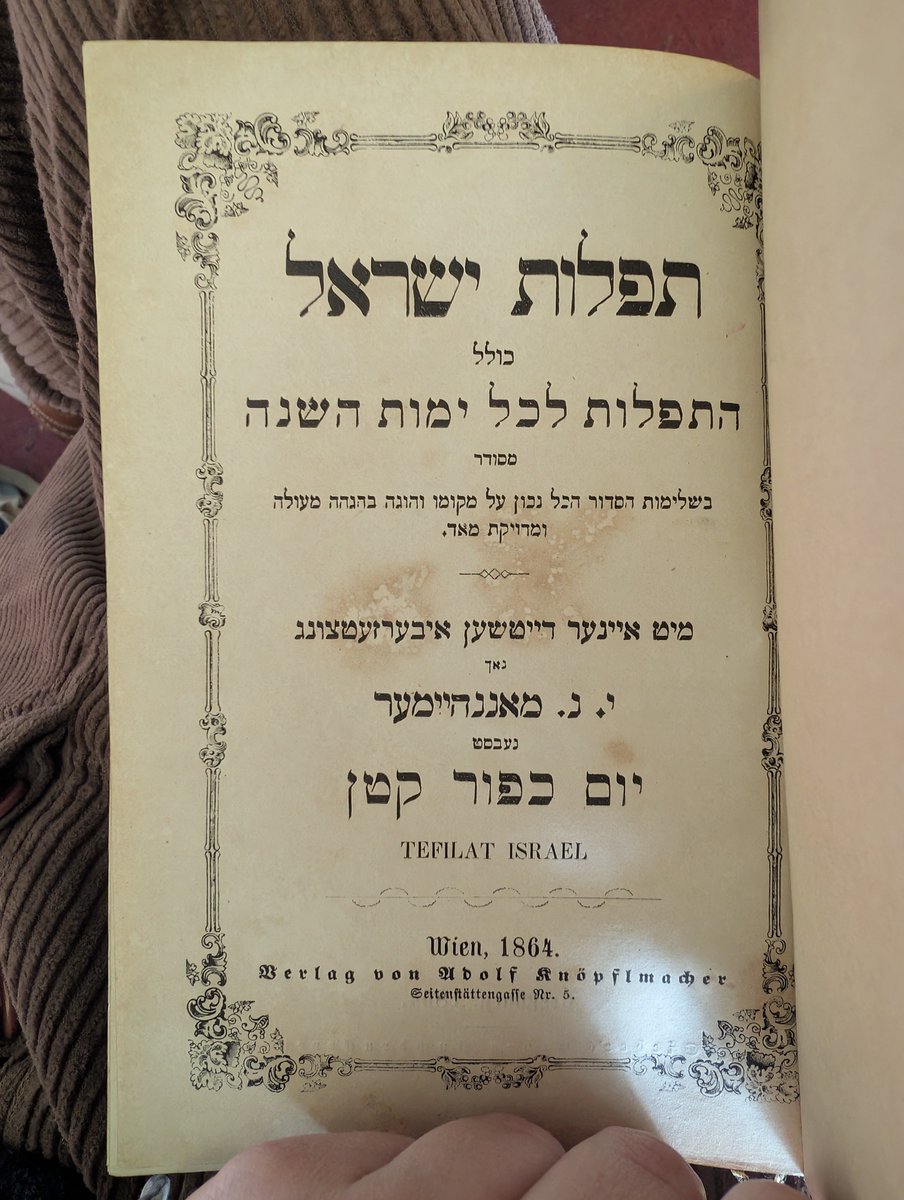 תפלות ישראל
כולל
התפלות לכל ימות השנה
מסודר
בשלימות הסדור הכל נכון על מקומו והוגה בהגהה מעולה
ומדויקת מאד.
מיט איינער דייטשען איבערזעטצונג
נאך
י. נ. מאננהיימער
נעבסט
יום כפור קטן
TEFILAT ISRAEL
Wien, 1864.
Verlag von Adolf Knöpflmacher
Seitenstättengasse Nr. 5.